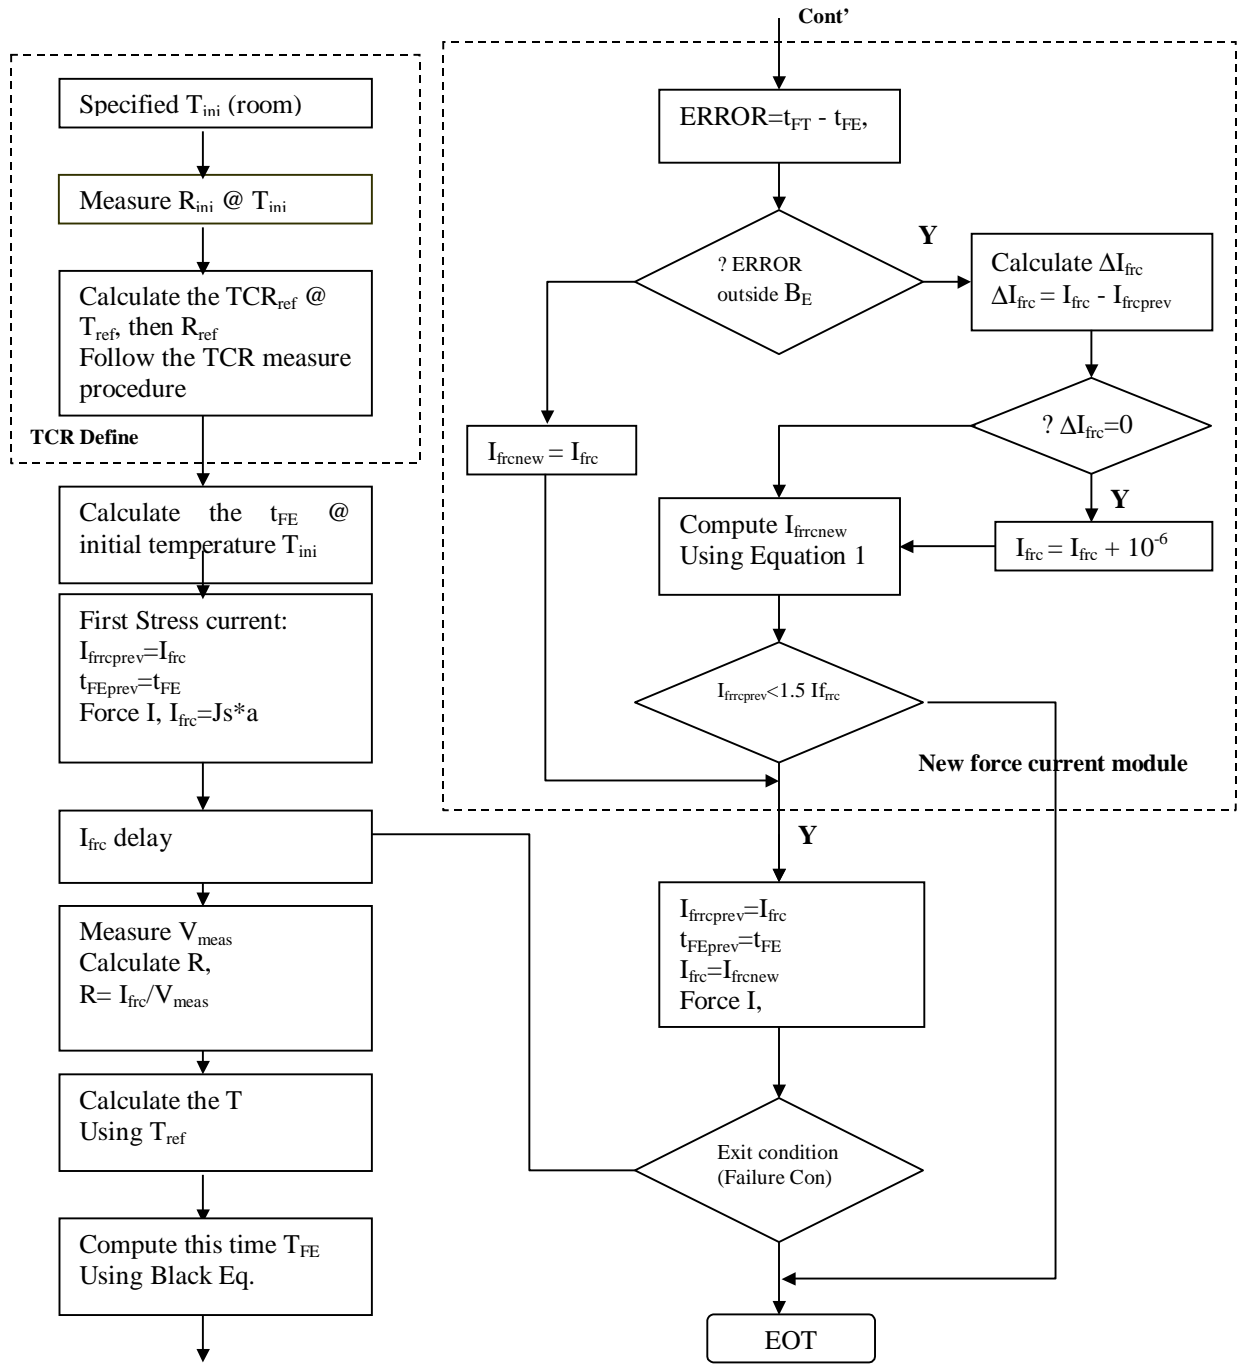 Specified T_ini (room)
Measure R_ini @ T_ini
Calculate the TCR_ref @
T_ref, then R_ref
Follow the TCR measure
procedure
TCR Define
Calculate the t_FE @
initial temperature T_ini
First Stress current:
I_frrcprev=I_frc
t_FEprev=t_FE
Force I, I_frc=Js*a
I_frc delay
Measure V_meas
Calculate R,
R= I_frc/V_meas
Calculate the T
Using T_ref
Compute this time T_FE
Using Black Eq.
Cont'
ERROR=t_FT - t_FE,
? ERROR
outside B_E
Y
Calculate ΔI_frc
ΔI_frc = I_frc - I_frcprev
? ΔI_frc=0
Y
I_frc = I_frc + 10^-6
I_frcnew = I_frc
Compute I_frrcnew
Using Equation 1
I_frrcprev<1.5 If_rrc
New force current module
Y
I_frrcprev=I_frc
t_FEprev=t_FE
I_frc=I_frcnew
Force I,
Exit condition
(Failure Con)
EOT